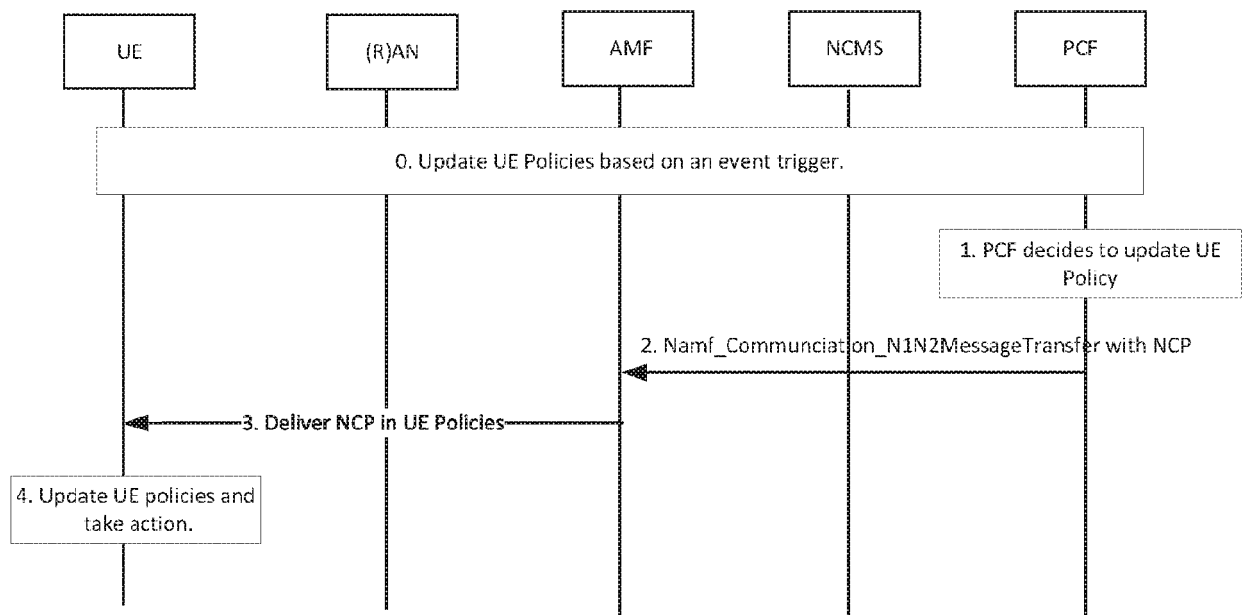 UE
(R)AN
AMF
NCMS
PCF
0. Update UE Policies based on an event trigger.
1. PCF decides to update UE
Policy
2. Namf_Communciation_N1N2MessageTransfer with NCP
3. Deliver NCP in UE Policies
4. Update UE policies and
take action.